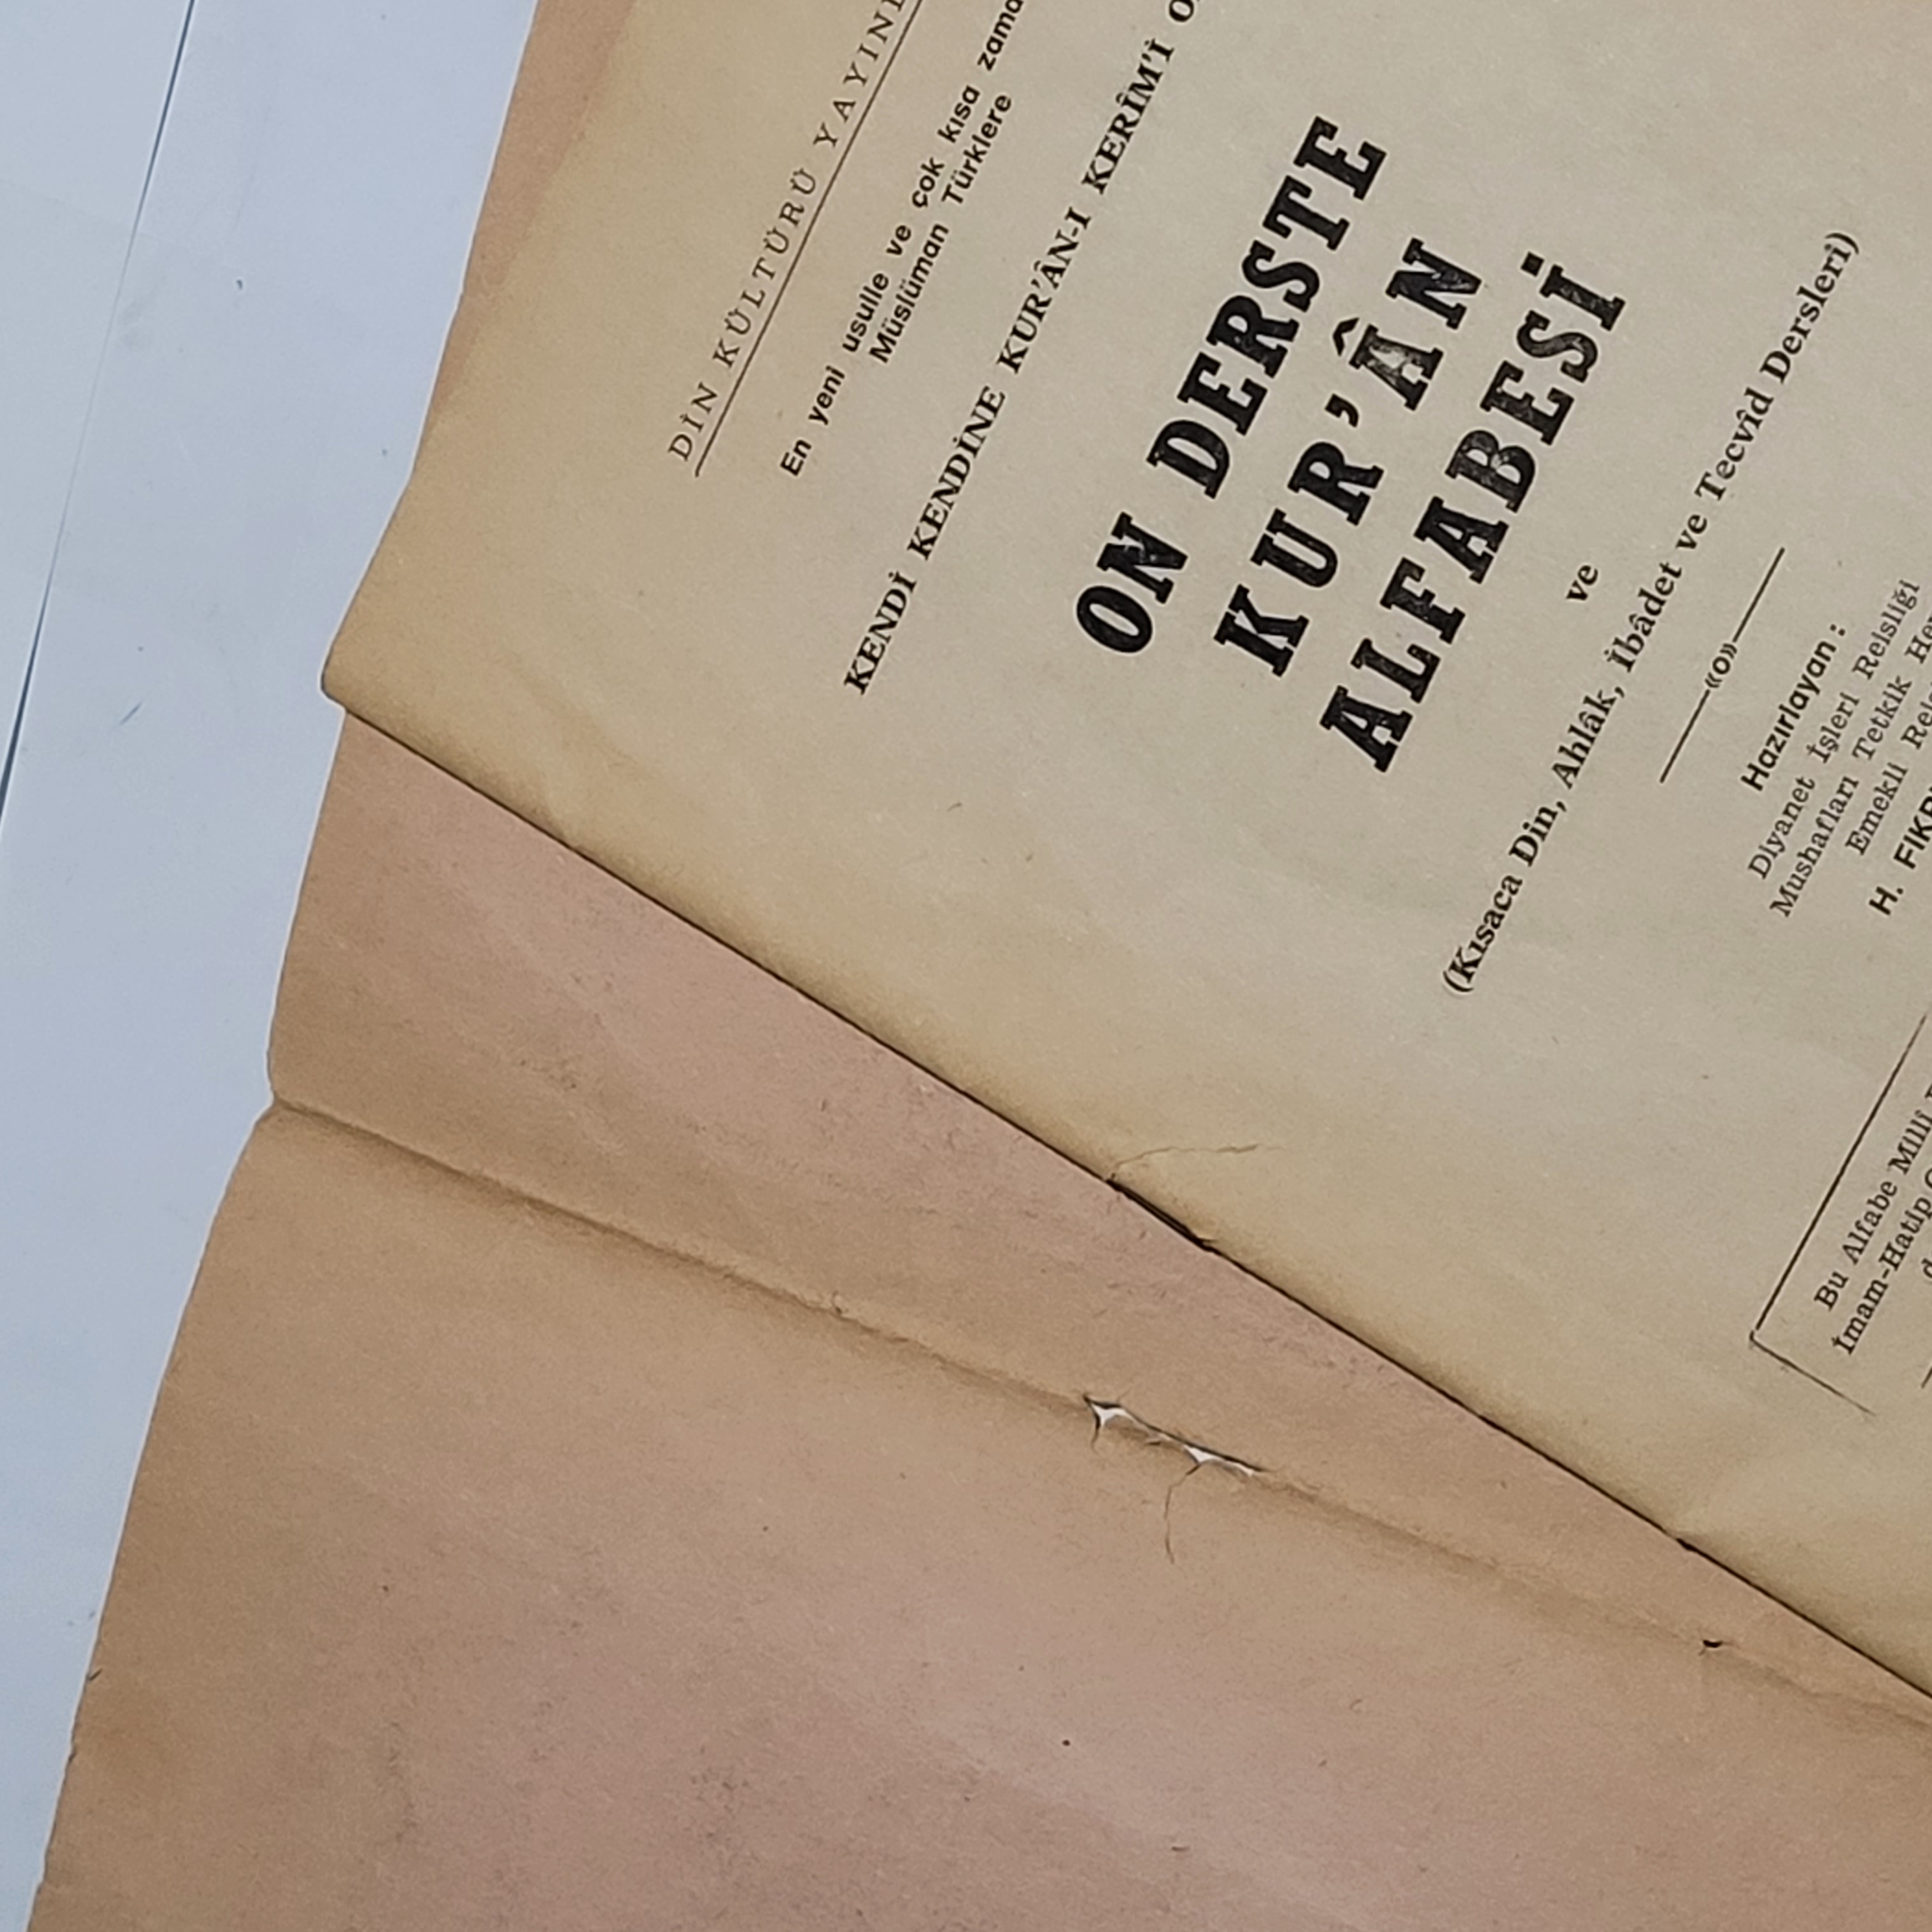 DİN KÜLTÜRÜ
En yeni usulle ve çok kısa
Müslüman Türklere
KENDİ KENDİNE KUR'ÂN-I KERÎM'İ
ON DERSTE
KUR'ÂN
ALFABESİ
ve
(Kısaca Din, Ahlâk, İbâdet ve Tecvîd Dersleri)
«o»
Hazırlayan :
Diyanet İşleri Reisliği
Mushafları Tetkik
Emekli
H.
Bu Alfabe Millî
İmam-Hatip